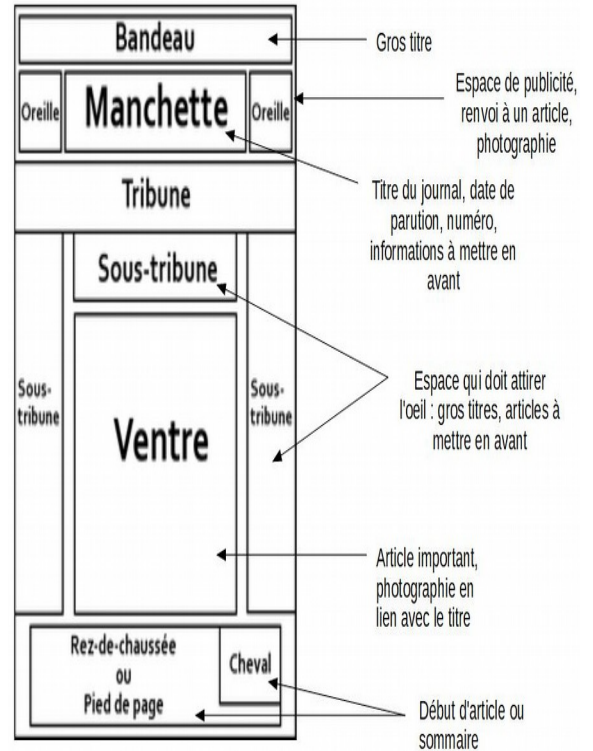 Bandeau
Gros titre
Oreille
Manchette
Oreille
Espace de publicité,
renvoi à un article,
photographie
Titre du journal, date de
parution, numéro,
informations à mettre en
avant
Tribune
Sous-tribune
Sous-
tribune
Sous-
tribune
Espace qui doit attirer
l'oeil : gros titres, articles à
mettre en avant
Ventre
Article important,
photographie en
lien avec le titre
Rez-de-chaussée
ou
Pied de page
Cheval
Début d'article ou
sommaire